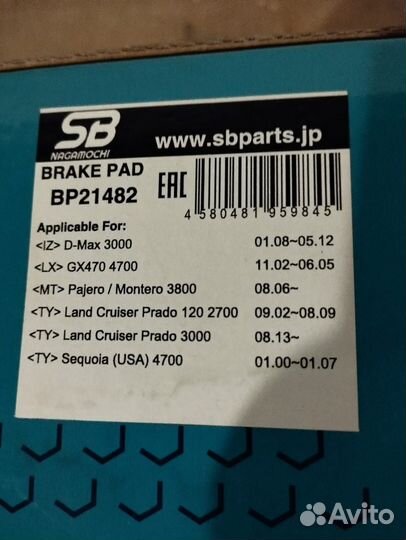 SB
NAGAMOCHI
www.sbparts.jp
BRAKE PAD
BP21482
EAC
4 580481 959845
Applicable For:
<IZ> D-Max 3000 01.08~05.12
<LX> GX470 4700 11.02~06.05
<MT> Pajero / Montero 3800 08.06~
<TY> Land Cruiser Prado 120 2700 09.02~08.09
<TY> Land Cruiser Prado 3000 08.13~
<TY> Sequoia (USA) 4700 01.00~01.07
Avito